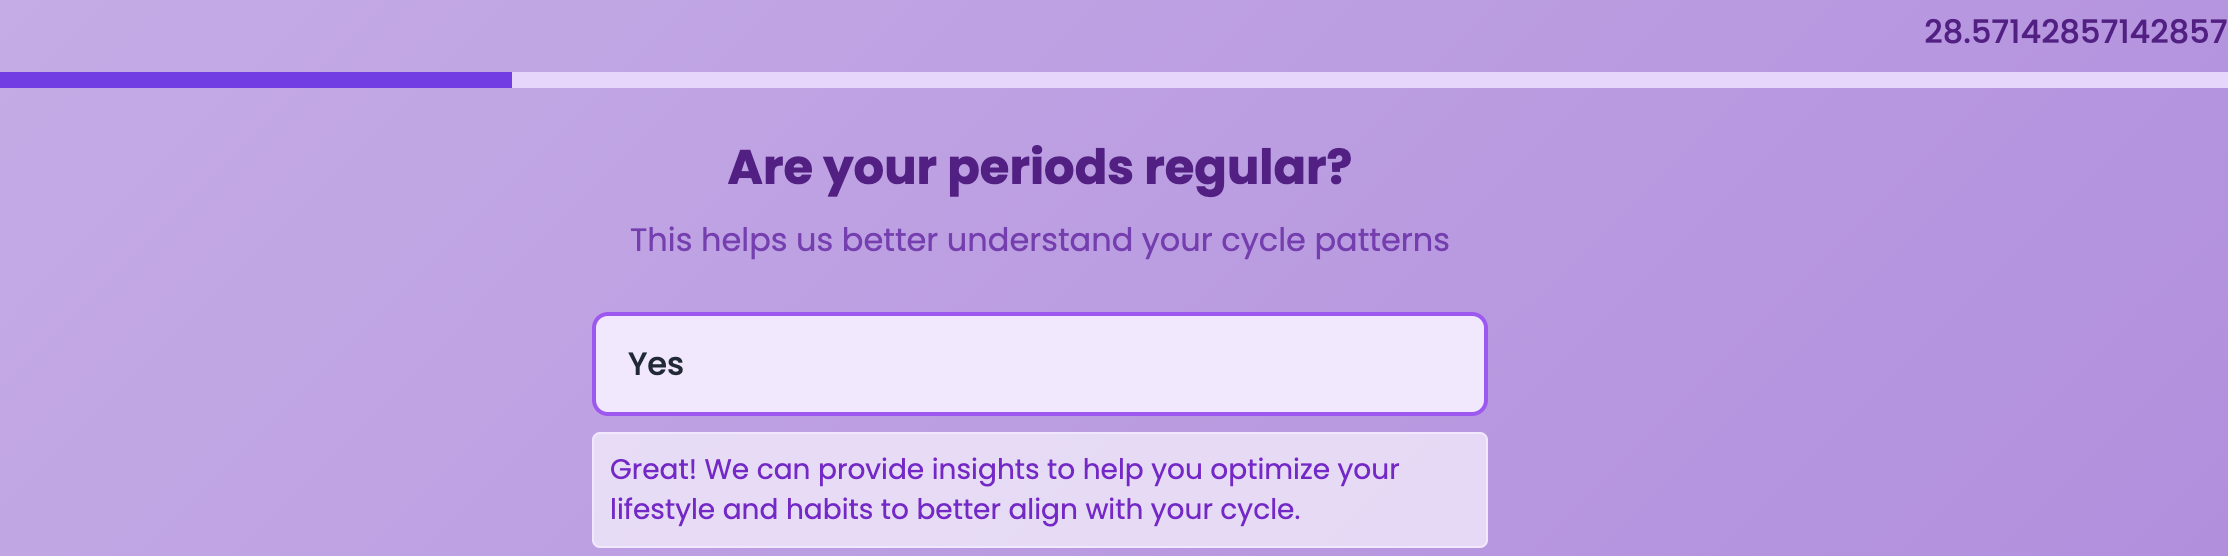 28.57142857142857
Are your periods regular?
This helps us better understand your cycle patterns
Yes
Great! We can provide insights to help you optimize your
lifestyle and habits to better align with your cycle.